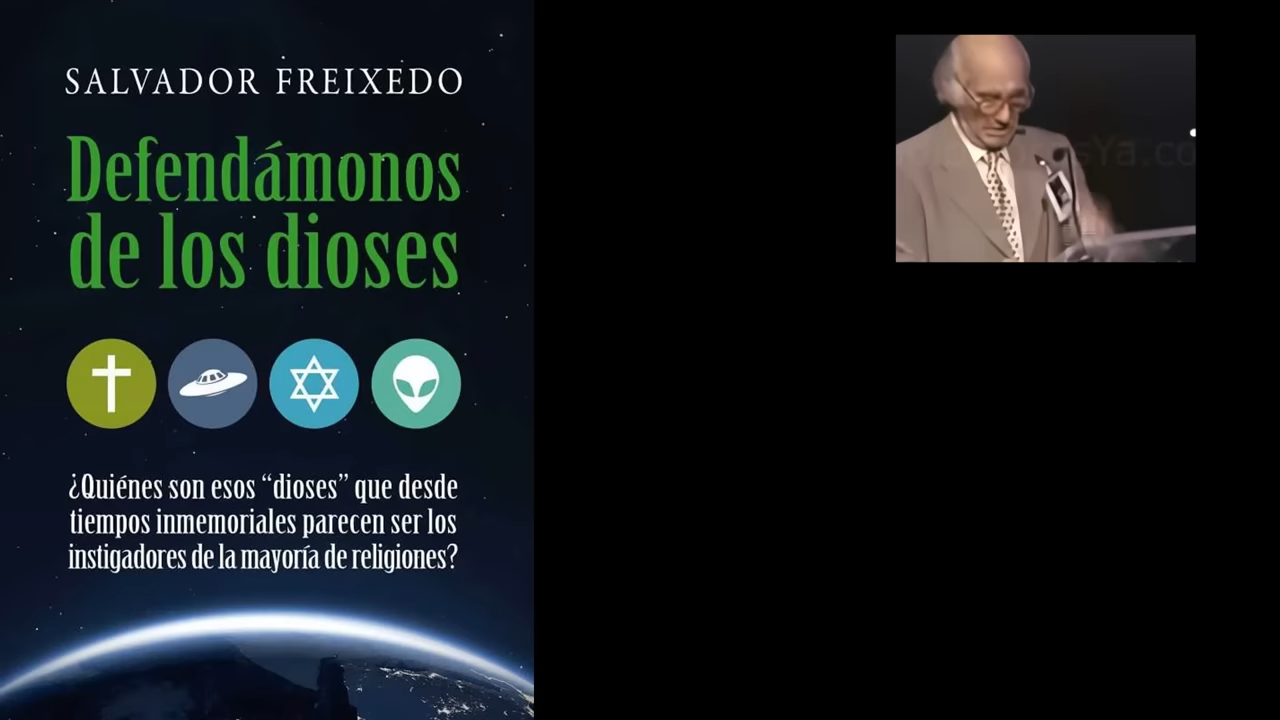 SALVADOR FREIXEDO
Defendámonos
de los dioses
¿Quiénes son esos “dioses” que desde
tiempos inmemoriales parecen ser los
instigadores de la mayoría de religiones?